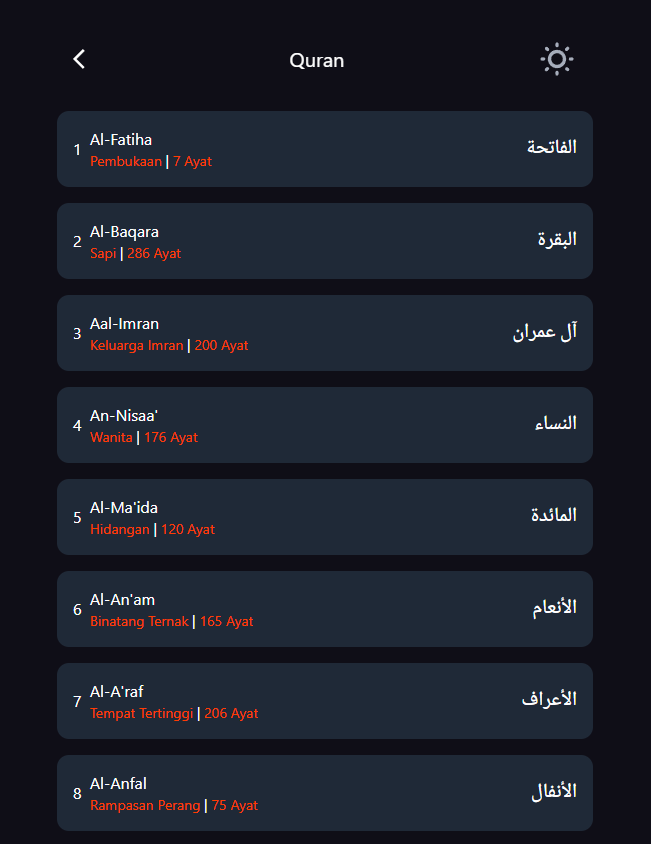 Quran
1
Al-Fatiha
الفاتحة
Pembukaan | 7 Ayat
2
Al-Baqara
البقرة
Sapi | 286 Ayat
3
Aal-Imran
آل عمران
Keluarga Imran | 200 Ayat
4
An-Nisaa'
النساء
Wanita | 176 Ayat
5
Al-Ma'ida
المائدة
Hidangan | 120 Ayat
6
Al-An'am
الأنعام
Binatang Ternak | 165 Ayat
7
Al-A'raf
الأعراف
Tempat Tertinggi | 206 Ayat
8
Al-Anfal
الأنفال
Rampasan Perang | 75 Ayat